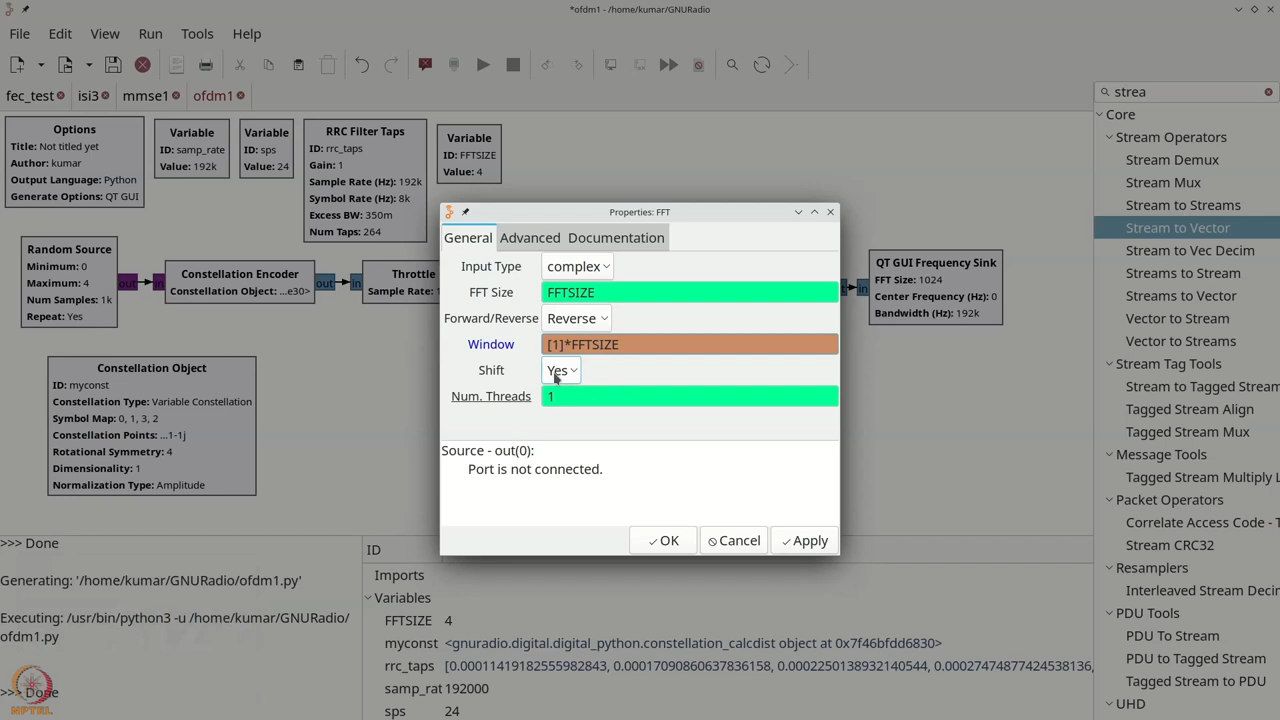 *ofdm1 - /home/kumar/GNURadio
File Edit View Run Tools Help
fec_test isi3 mmse1 ofdm1
strea
Options
Title: Not titled yet
Author: kumar
Output Language: Python
Generate Options: QT GUI
Variable
ID: samp_rate
Value: 192k
Variable
ID: sps
Value: 24
RRC Filter Taps
ID: rrc_taps
Gain: 1
Sample Rate (Hz): 192k
Symbol Rate (Hz): 8k
Excess BW: 350m
Num Taps: 264
Variable
ID: FFTSIZE
Value: 4
Random Source
Minimum: 0
Maximum: 4
Num Samples: 1k
Repeat: Yes
out
in
Constellation Encoder
Constellation Object: ...e30>
out
in
Throttle
Sample Rate: 1
in
QT GUI Frequency Sink
FFT Size: 1024
Center Frequency (Hz): 0
Bandwidth (Hz): 192k
Constellation Object
ID: myconst
Constellation Type: Variable Constellation
Symbol Map: 0, 1, 3, 2
Constellation Points: ...1-1j
Rotational Symmetry: 4
Dimensionality: 1
Normalization Type: Amplitude
Properties: FFT
General Advanced Documentation
Input Type complex
FFT Size FFTSIZE
Forward/Reverse Reverse
Window [1]*FFTSIZE
Shift Yes
Num. Threads 1
Source - out(0):
Port is not connected.
OK Cancel Apply
Core
Stream Operators
Stream Demux
Stream Mux
Stream to Streams
Stream to Vector
Stream to Vec Decim
Streams to Stream
Streams to Vector
Vector to Stream
Vector to Streams
Stream Tag Tools
Stream to Tagged Stream
Tagged Stream Align
Tagged Stream Mux
Message Tools
Tagged Stream Multiply L
Packet Operators
Correlate Access Code - T
Stream CRC32
Resamplers
Interleaved Stream Decim
PDU Tools
PDU To Stream
PDU to Tagged Stream
Tagged Stream to PDU
UHD
>>> Done
Generating: '/home/kumar/GNURadio/ofdm1.py'
Executing: /usr/bin/python3 -u /home/kumar/GNURadio/
ofdm1.py
>>> Done
NPTEL
ID
Imports
Variables
FFTSIZE 4
myconst <gnuradio.digital.digital_python.constellation_calcdist object at 0x7f46bfdd6830>
rrc_taps [0.00011419182555982843, 0.00017090860637836158, 0.0002250138932140544, 0.00027474877424538136,
samp_rat 192000
sps 24